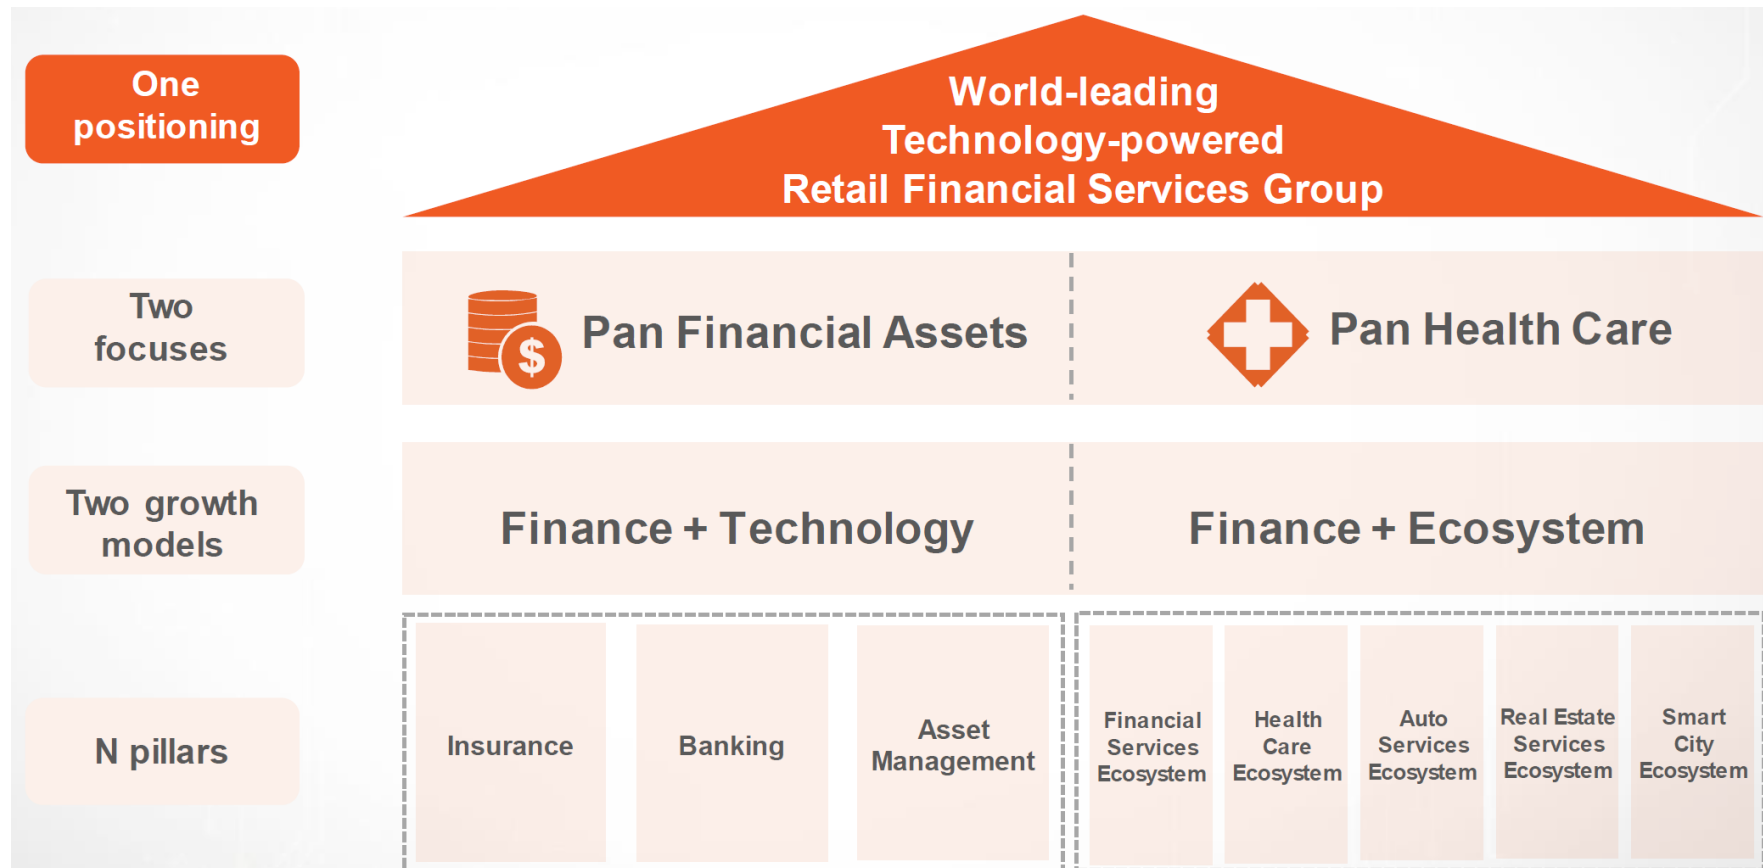 One
positioning
World-leading
Technology-powered
Retail Financial Services Group
Two
focuses
$
Pan Financial Assets
Pan Health Care
Two growth
models
Finance + Technology
Finance + Ecosystem
N pillars
Insurance
Banking
Asset
Management
Financial
Services
Ecosystem
Health
Care
Ecosystem
Auto
Services
Ecosystem
Real Estate
Services
Ecosystem
Smart
City
Ecosystem